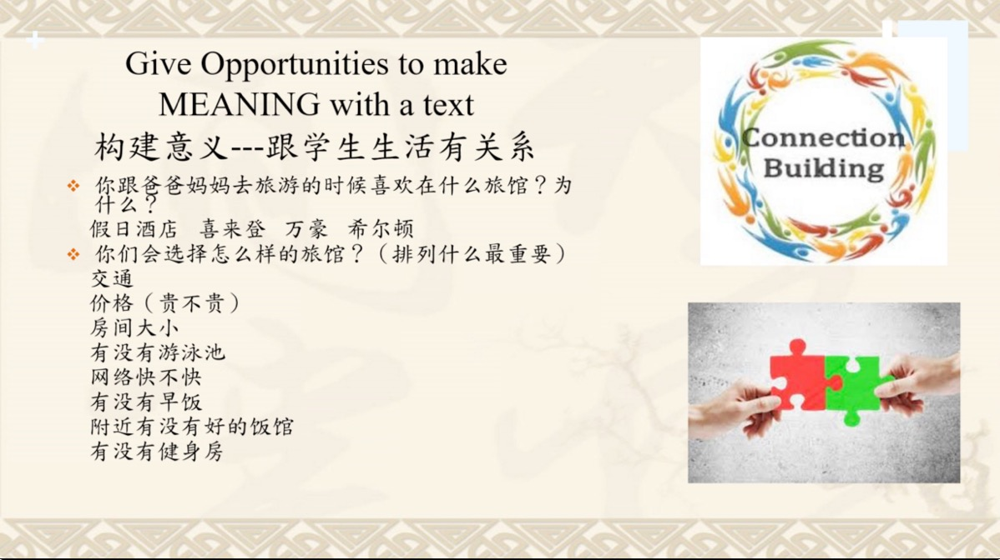 Give Opportunities to make
MEANING with a text
构建意义---跟学生生活有关系
你跟爸爸妈妈去旅游的时候喜欢在什么旅馆？为
什么？
假日酒店 喜来登 万豪 希尔顿
你们会选择怎么样的旅馆？（排列什么最重要）
交通
价格（贵不贵）
房间大小
有没有游泳池
网络快不快
有没有早饭
附近有没有好的饭馆
有没有健身房
Connection
Building